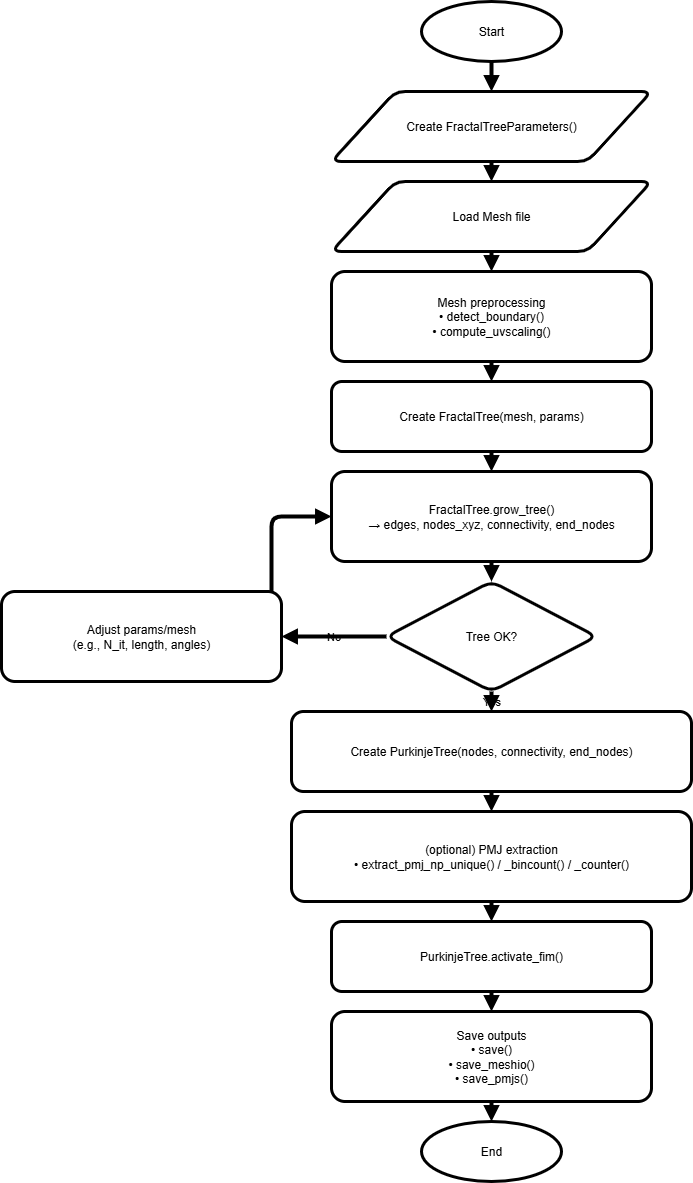 Start
Create FractalTreeParameters()
Load Mesh file
Mesh preprocessing
• detect_boundary()
• compute_uvscaling()
Create FractalTree(mesh, params)
FractalTree.grow_tree()
→ edges, nodes_xyz, connectivity, end_nodes
Adjust params/mesh
(e.g., N_it, length, angles)
No
Tree OK?
Yes
Create PurkinjeTree(nodes, connectivity, end_nodes)
(optional) PMJ extraction
• extract_pmj_np_unique() / _bincount() / _counter()
PurkinjeTree.activate_fim()
Save outputs
• save()
• save_meshio()
• save_pmjs()
End